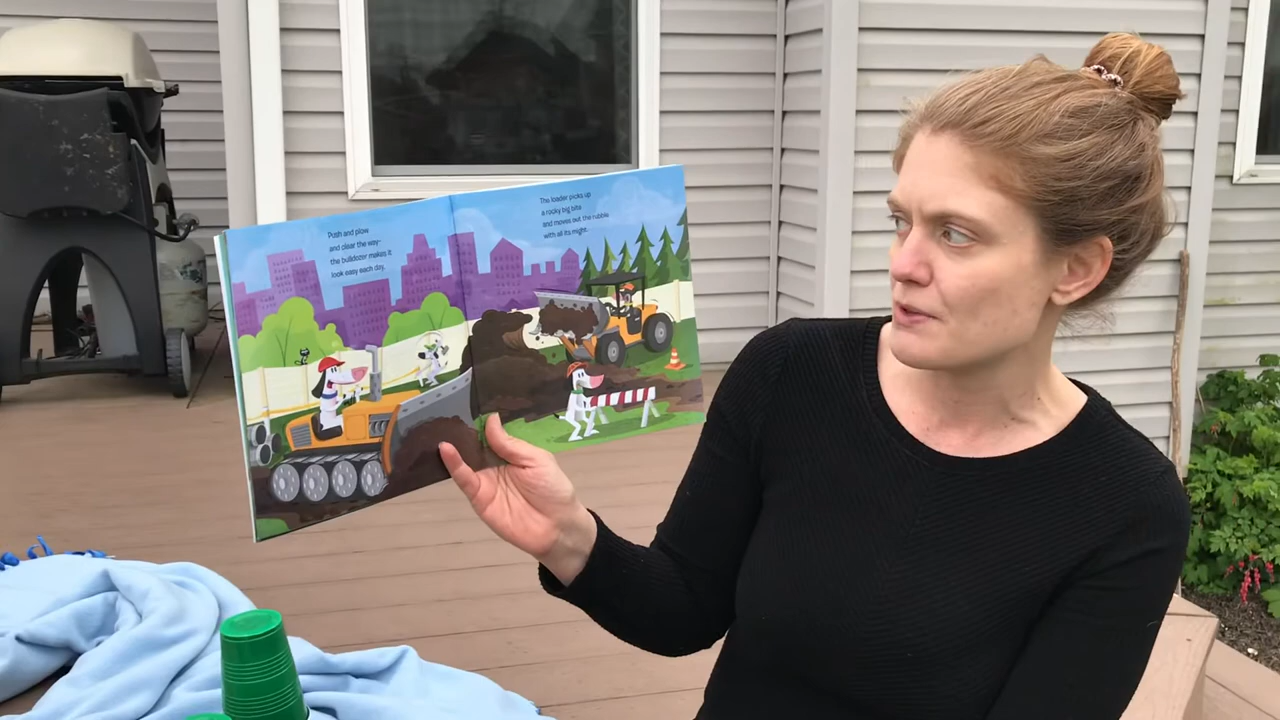 Push and plow
and clear the way—
the bulldozer makes it
look easy each day.
The loader picks up
a rocky big bite
and moves out the rubble
with all its might.